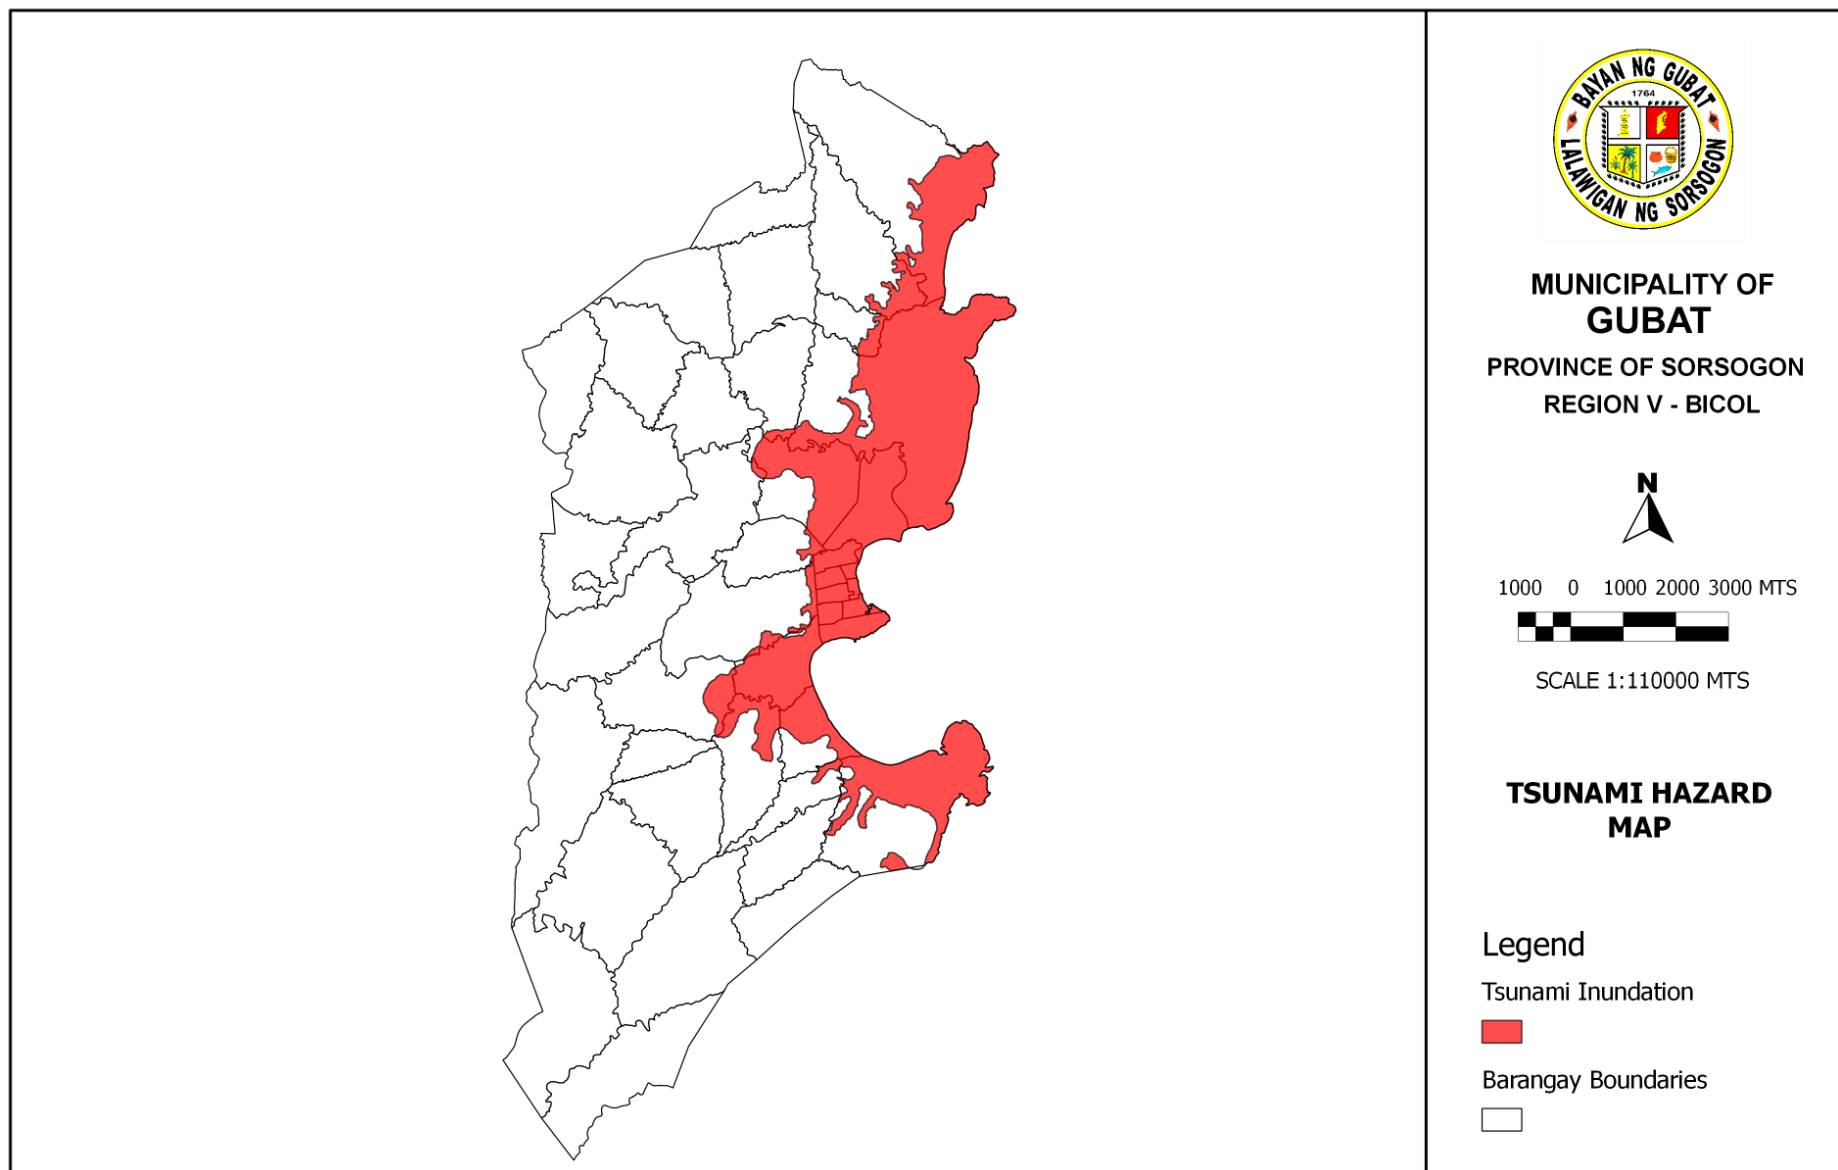 BAYAN NG GUBAT
1764
LALAWIGAN NG SORSOGON
MUNICIPALITY OF
GUBAT
PROVINCE OF SORSOGON
REGION V - BICOL
N
1000 0 1000 2000 3000 MTS
SCALE 1:110000 MTS
TSUNAMI HAZARD
MAP
Legend
Tsunami Inundation
Barangay Boundaries